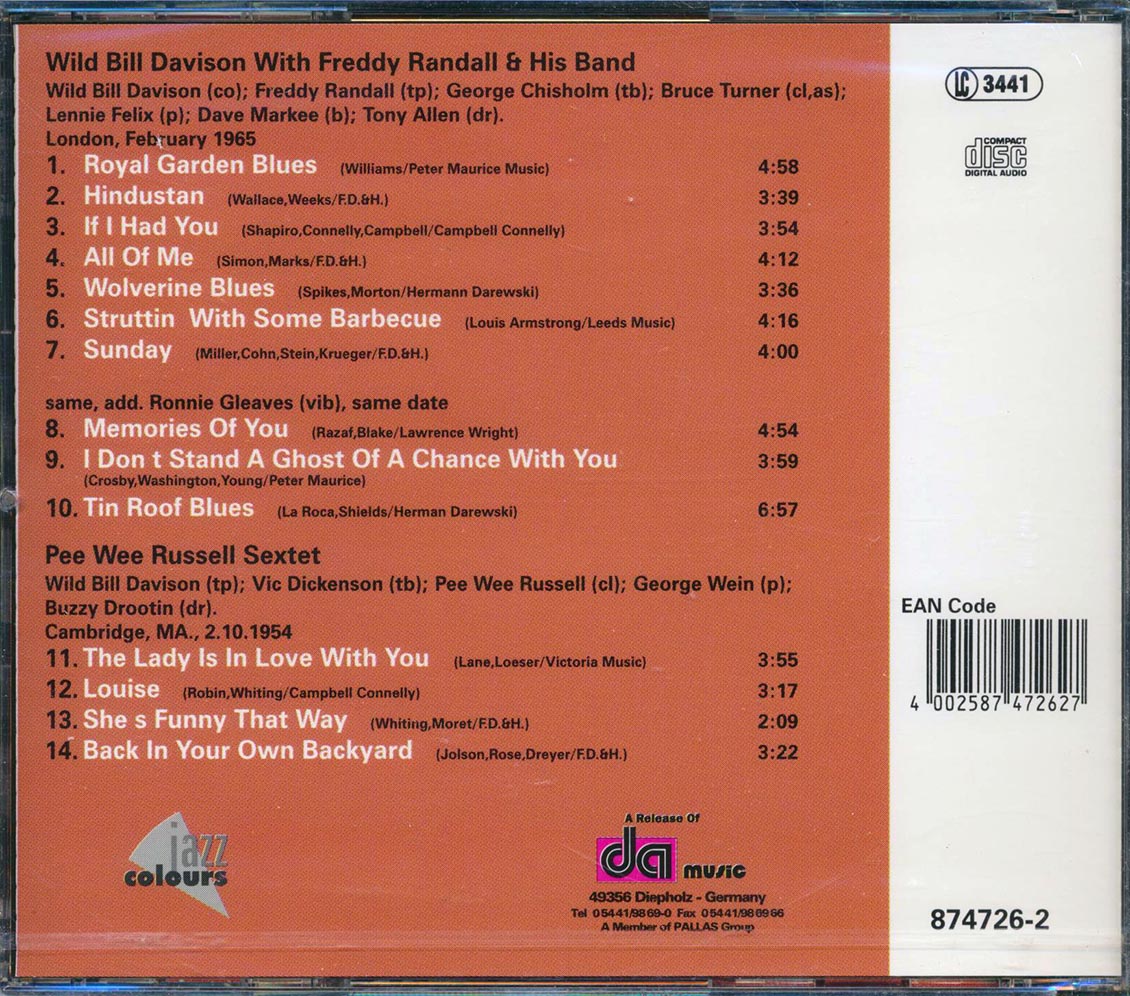 Wild Bill Davison With Freddy Randall & His Band
Wild Bill Davison (co); Freddy Randall (tp); George Chisholm (tb); Bruce Turner (cl,as);
Lennie Felix (p); Dave Markee (b); Tony Allen (dr).
London, February 1965
1. Royal Garden Blues (Williams/Peter Maurice Music) 4:58
2. Hindustan (Wallace,Weeks/F.D.&H.) 3:39
3. If I Had You (Shapiro,Connelly,Campbell/Campbell Connelly) 3:54
4. All Of Me (Simon,Marks/F.D.&H.) 4:12
5. Wolverine Blues (Spikes,Morton/Hermann Darewski) 3:36
6. Struttin With Some Barbecue (Louis Armstrong/Leeds Music) 4:16
7. Sunday (Miller,Cohn,Stein,Krueger/F.D.&H.) 4:00
same, add. Ronnie Gleaves (vib), same date
8. Memories Of You (Razaf,Blake/Lawrence Wright) 4:54
9. I Don t Stand A Ghost Of A Chance With You 3:59
(Crosby,Washington,Young/Peter Maurice)
10. Tin Roof Blues (La Roca,Shields/Herman Darewski) 6:57
Pee Wee Russell Sextet
Wild Bill Davison (tp); Vic Dickenson (tb); Pee Wee Russell (cl); George Wein (p);
Buzzy Drootin (dr).
Cambridge, MA., 2.10.1954
11. The Lady Is In Love With You (Lane,Loeser/Victoria Music) 3:55
12. Louise (Robin,Whiting/Campbell Connelly) 3:17
13. She s Funny That Way (Whiting,Moret/F.D.&H.) 2:09
14. Back In Your Own Backyard (Jolson,Rose,Dreyer/F.D.&H.) 3:22
jazz
colours
A Release Of
da music
49356 Diepholz - Germany
Tel 05441/9869-0 Fax 05441/986966
A Member of PALLAS Group
LC 3441
COMPACT
disc
DIGITAL AUDIO
EAN Code
4 002587 472627
874726-2